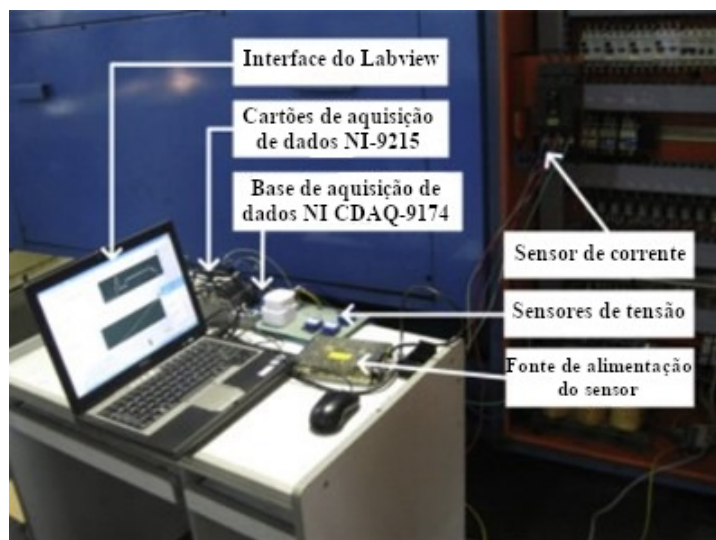 Interface do Labview
Cartões de aquisição
de dados NI-9215
Base de aquisição de
dados NI CDAQ-9174
Sensor de corrente
Sensores de tensão
Fonte de alimentação
do sensor